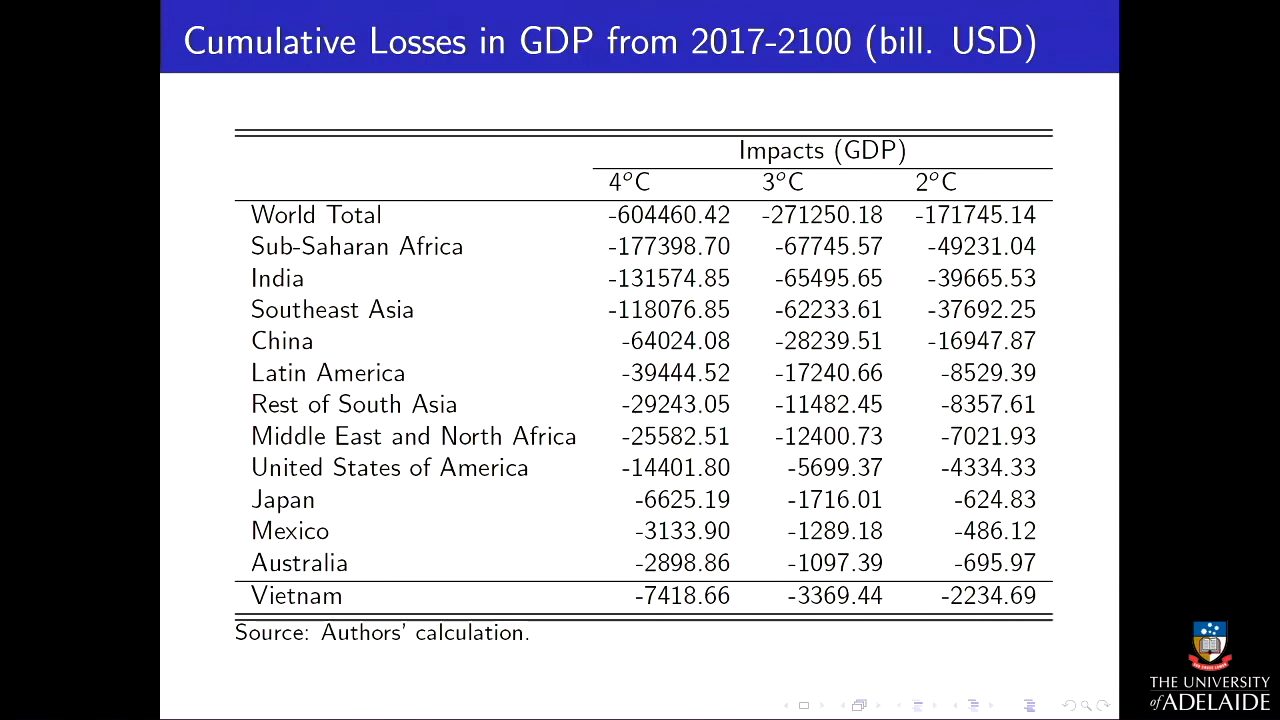 Cumulative Losses in GDP from 2017-2100 (bill. USD)
Impacts (GDP)
4°C 3°C 2°C
World Total -604460.42 -271250.18 -171745.14
Sub-Saharan Africa -177398.70 -67745.57 -49231.04
India -131574.85 -65495.65 -39665.53
Southeast Asia -118076.85 -62233.61 -37692.25
China -64024.08 -28239.51 -16947.87
Latin America -39444.52 -17240.66 -8529.39
Rest of South Asia -29243.05 -11482.45 -8357.61
Middle East and North Africa -25582.51 -12400.73 -7021.93
United States of America -14401.80 -5699.37 -4334.33
Japan -6625.19 -1716.01 -624.83
Mexico -3133.90 -1289.18 -486.12
Australia -2898.86 -1097.39 -695.97
Vietnam -7418.66 -3369.44 -2234.69
Source: Authors' calculation.
THE UNIVERSITY
of ADELAIDE